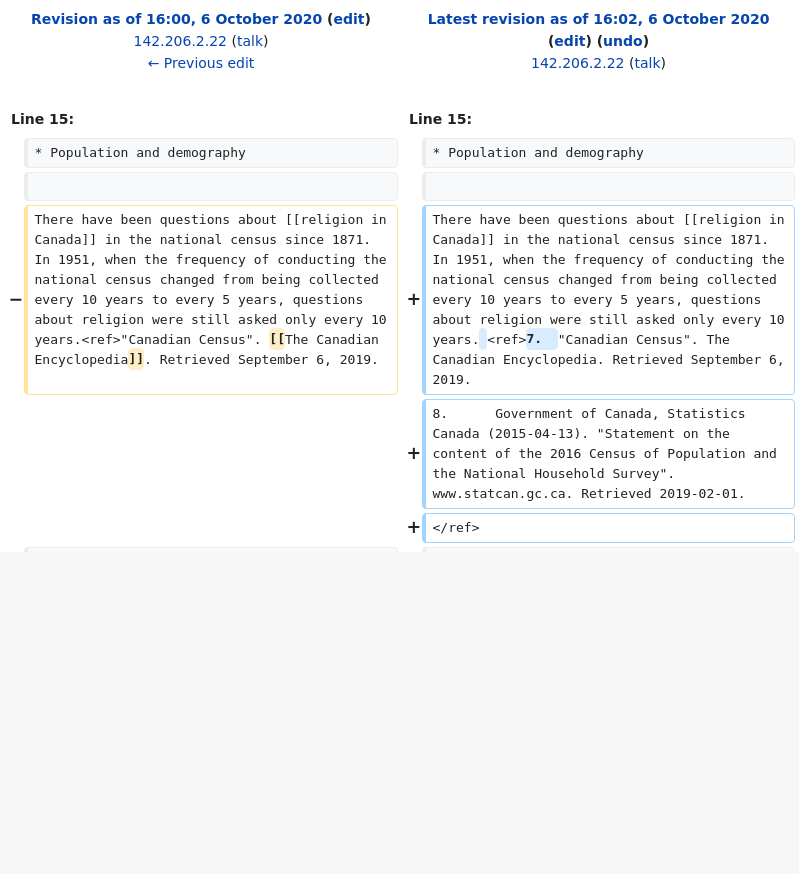 Revision as of 16:00, 6 October 2020 (edit)
142.206.2.22 (talk)
← Previous edit
Latest revision as of 16:02, 6 October 2020
(edit) (undo)
142.206.2.22 (talk)
Line 15:
Line 15:
* Population and demography
* Population and demography
− There have been questions about [[religion in
Canada]] in the national census since 1871.
In 1951, when the frequency of conducting the
national census changed from being collected
every 10 years to every 5 years, questions
about religion were still asked only every 10
years.<ref>"Canadian Census". [[The Canadian
Encyclopedia]]. Retrieved September 6, 2019.
+ There have been questions about [[religion in
Canada]] in the national census since 1871.
In 1951, when the frequency of conducting the
national census changed from being collected
every 10 years to every 5 years, questions
about religion were still asked only every 10
years. <ref>7.  "Canadian Census". The
Canadian Encyclopedia. Retrieved September 6,
2019.
+ 8.      Government of Canada, Statistics
Canada (2015-04-13). "Statement on the
content of the 2016 Census of Population and
the National Household Survey".
www.statcan.gc.ca. Retrieved 2019-02-01.
+ </ref>